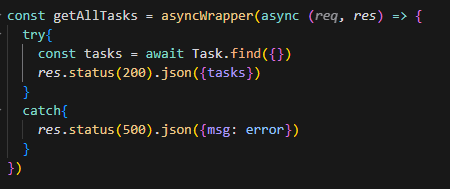 const getAllTasks = asyncWrapper(async (req, res) => {
try{
const tasks = await Task.find({})
res.status(200).json({tasks})
}
catch{
res.status(500).json({msg: error})
}
})